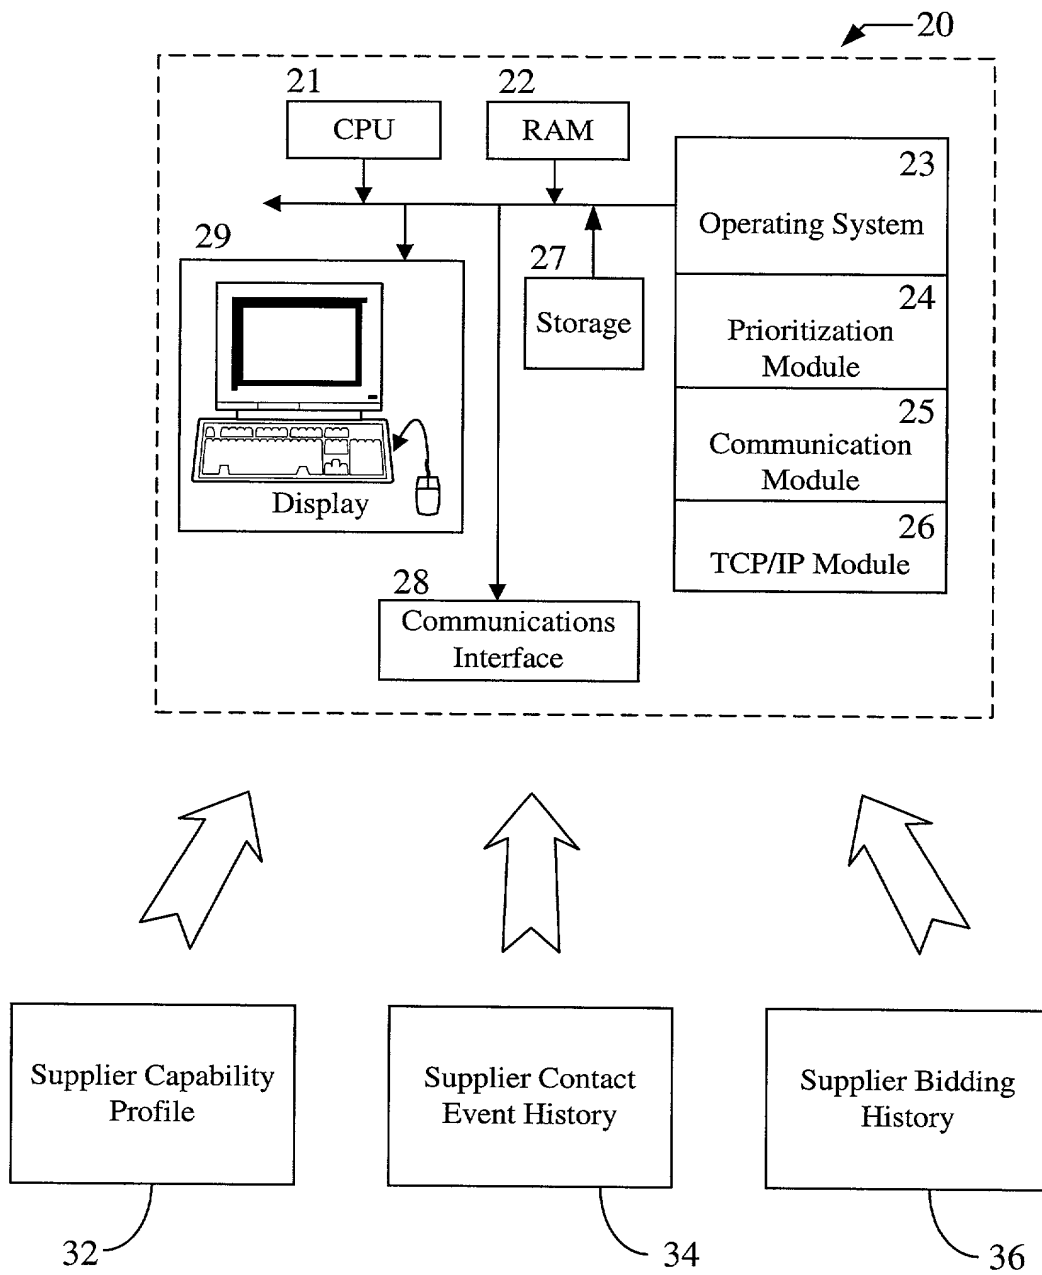 20
21
22
CPU
RAM
23
Operating System
29
27
Storage
24
Prioritization
Module
25
Communication
Module
Display
26
TCP/IP Module
28
Communications
Interface
Supplier Capability
Profile
Supplier Contact
Event History
Supplier Bidding
History
32
34
36